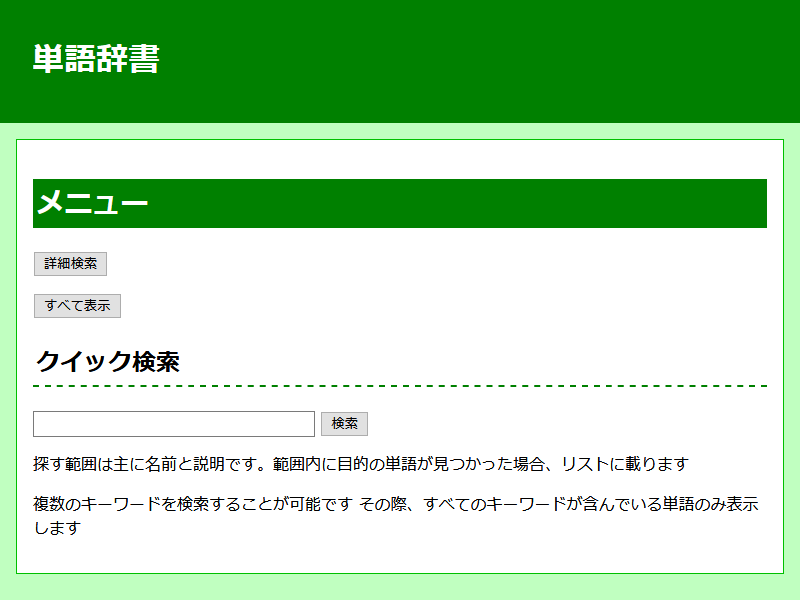 単語辞書
メニュー
詳細検索
すべて表示
クイック検索
検索
探す範囲は主に名前と説明です。範囲内に目的の単語が見つかった場合、リストに載ります
複数のキーワードを検索することが可能です その際、すべてのキーワードが含んでいる単語のみ表示
します